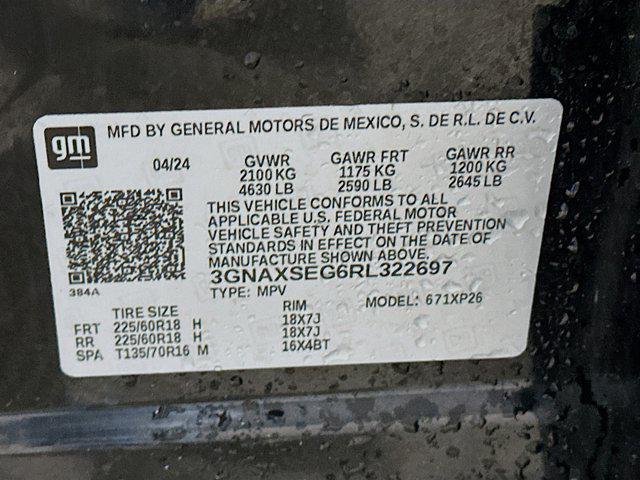 gm MFD BY GENERAL MOTORS DE MEXICO, S. DE R.L. DE C.V.
04/24 GVWR GAWR FRT GAWR RR
2100 KG 1175 KG 1200 KG
4630 LB 2590 LB 2645 LB
THIS VEHICLE CONFORMS TO ALL
APPLICABLE U.S. FEDERAL MOTOR
VEHICLE SAFETY AND THEFT PREVENTION
STANDARDS IN EFFECT ON THE DATE OF
MANUFACTURE SHOWN ABOVE.
3GNAXSEG6RL322697
384A TYPE: MPV MODEL: 671XP26
TIRE SIZE RIM
FRT 225/60R18 H 18X7J
RR 225/60R18 H 18X7J
SPA T135/70R16 M 16X4BT